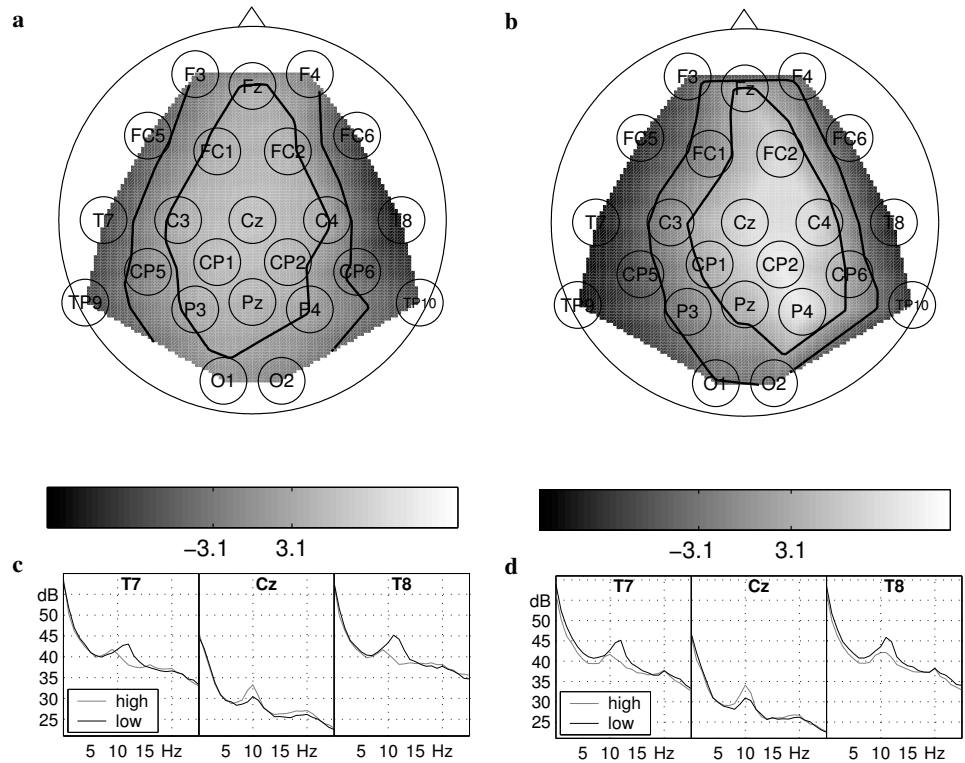 a
F3 F4
Fz
FC5 FC6
FC1 FC2
T7 C3 Cz C4 T8
CP5 CP1 CP2 CP6
TP9 P3 Pz P4 TP10
O1 O2
−3.1 3.1
b
F3 F4
Fz
FC5 FC6
FC1 FC2
T7 C3 Cz C4 T8
CP5 CP1 CP2 CP6
TP9 P3 Pz P4 TP10
O1 O2
−3.1 3.1
c
T7 Cz T8
dB
50
45
40
35
30
25
high
low
5 10 15 Hz 5 10 15 Hz 5 10 15 Hz
d
T7 Cz T8
dB
50
45
40
35
30
25
high
low
5 10 15 Hz 5 10 15 Hz 5 10 15 Hz